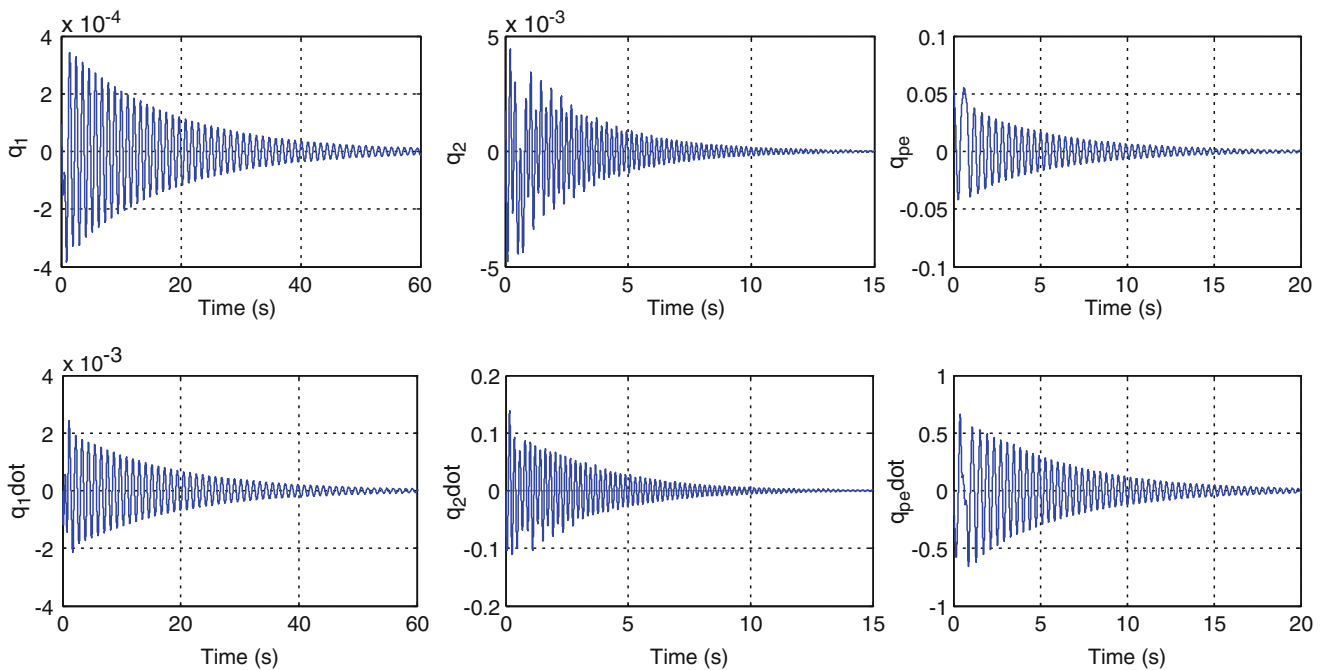 x 10⁻⁴
4
2
0
-2
-4
q₁
0 20 40 60
Time (s)
x 10⁻³
5
0
-5
q₂
0 5 10 15
Time (s)
0.1
0.05
0
-0.05
-0.1
qₚₑ
0 5 10 15 20
Time (s)
x 10⁻³
4
2
0
-2
-4
q₁dot
0 20 40 60
Time (s)
0.2
0.1
0
-0.1
-0.2
q₂dot
0 5 10 15
Time (s)
1
0.5
0
-0.5
-1
qₚₑdot
0 5 10 15 20
Time (s)